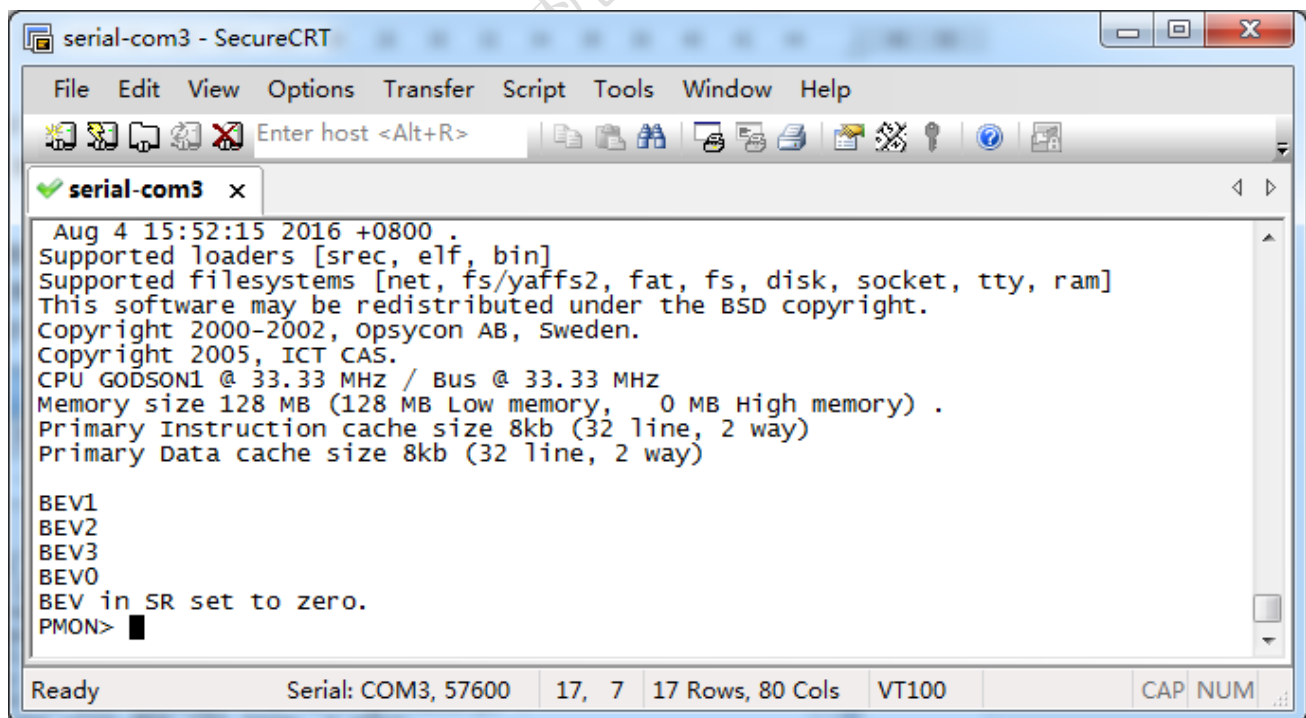 serial-com3 - SecureCRT
File Edit View Options Transfer Script Tools Window Help
Enter host <Alt+R>
serial-com3 x
Aug 4 15:52:15 2016 +0800 .
Supported loaders [srec, elf, bin]
Supported filesystems [net, fs/yaffs2, fat, fs, disk, socket, tty, ram]
This software may be redistributed under the BSD copyright.
Copyright 2000-2002, Opsycon AB, Sweden.
Copyright 2005, ICT CAS.
CPU GODSON1 @ 33.33 MHz / Bus @ 33.33 MHz
Memory size 128 MB (128 MB Low memory,   0 MB High memory) .
Primary Instruction cache size 8kb (32 line, 2 way)
Primary Data cache size 8kb (32 line, 2 way)
BEV1
BEV2
BEV3
BEV0
BEV in SR set to zero.
PMON>
Ready Serial: COM3, 57600 17, 7 17 Rows, 80 Cols VT100 CAP NUM